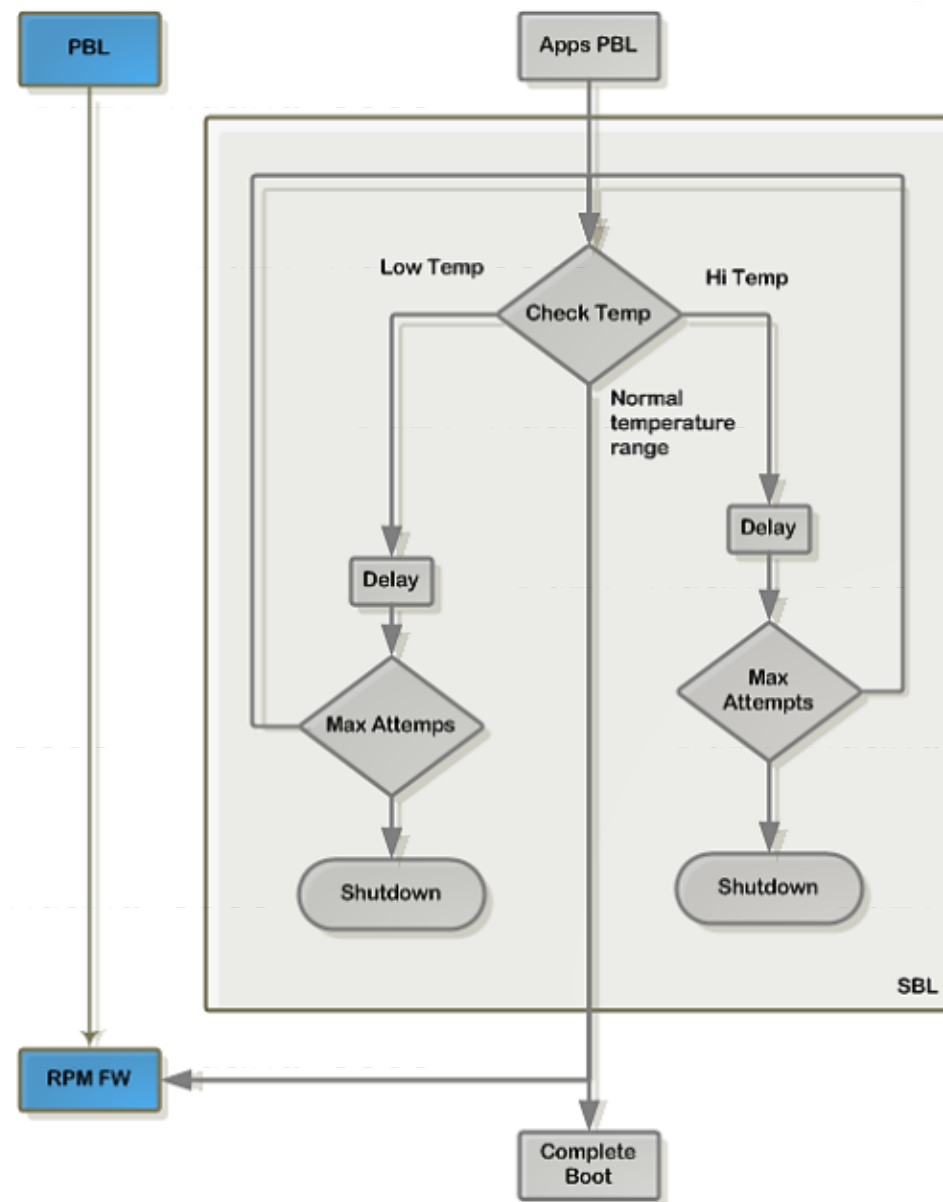 PBL
Apps PBL
Low Temp
Hi Temp
Check Temp
Normal
temperature
range
Delay
Delay
Max
Attempts
Max Attemps
Shutdown
Shutdown
SBL
RPM FW
Complete
Boot